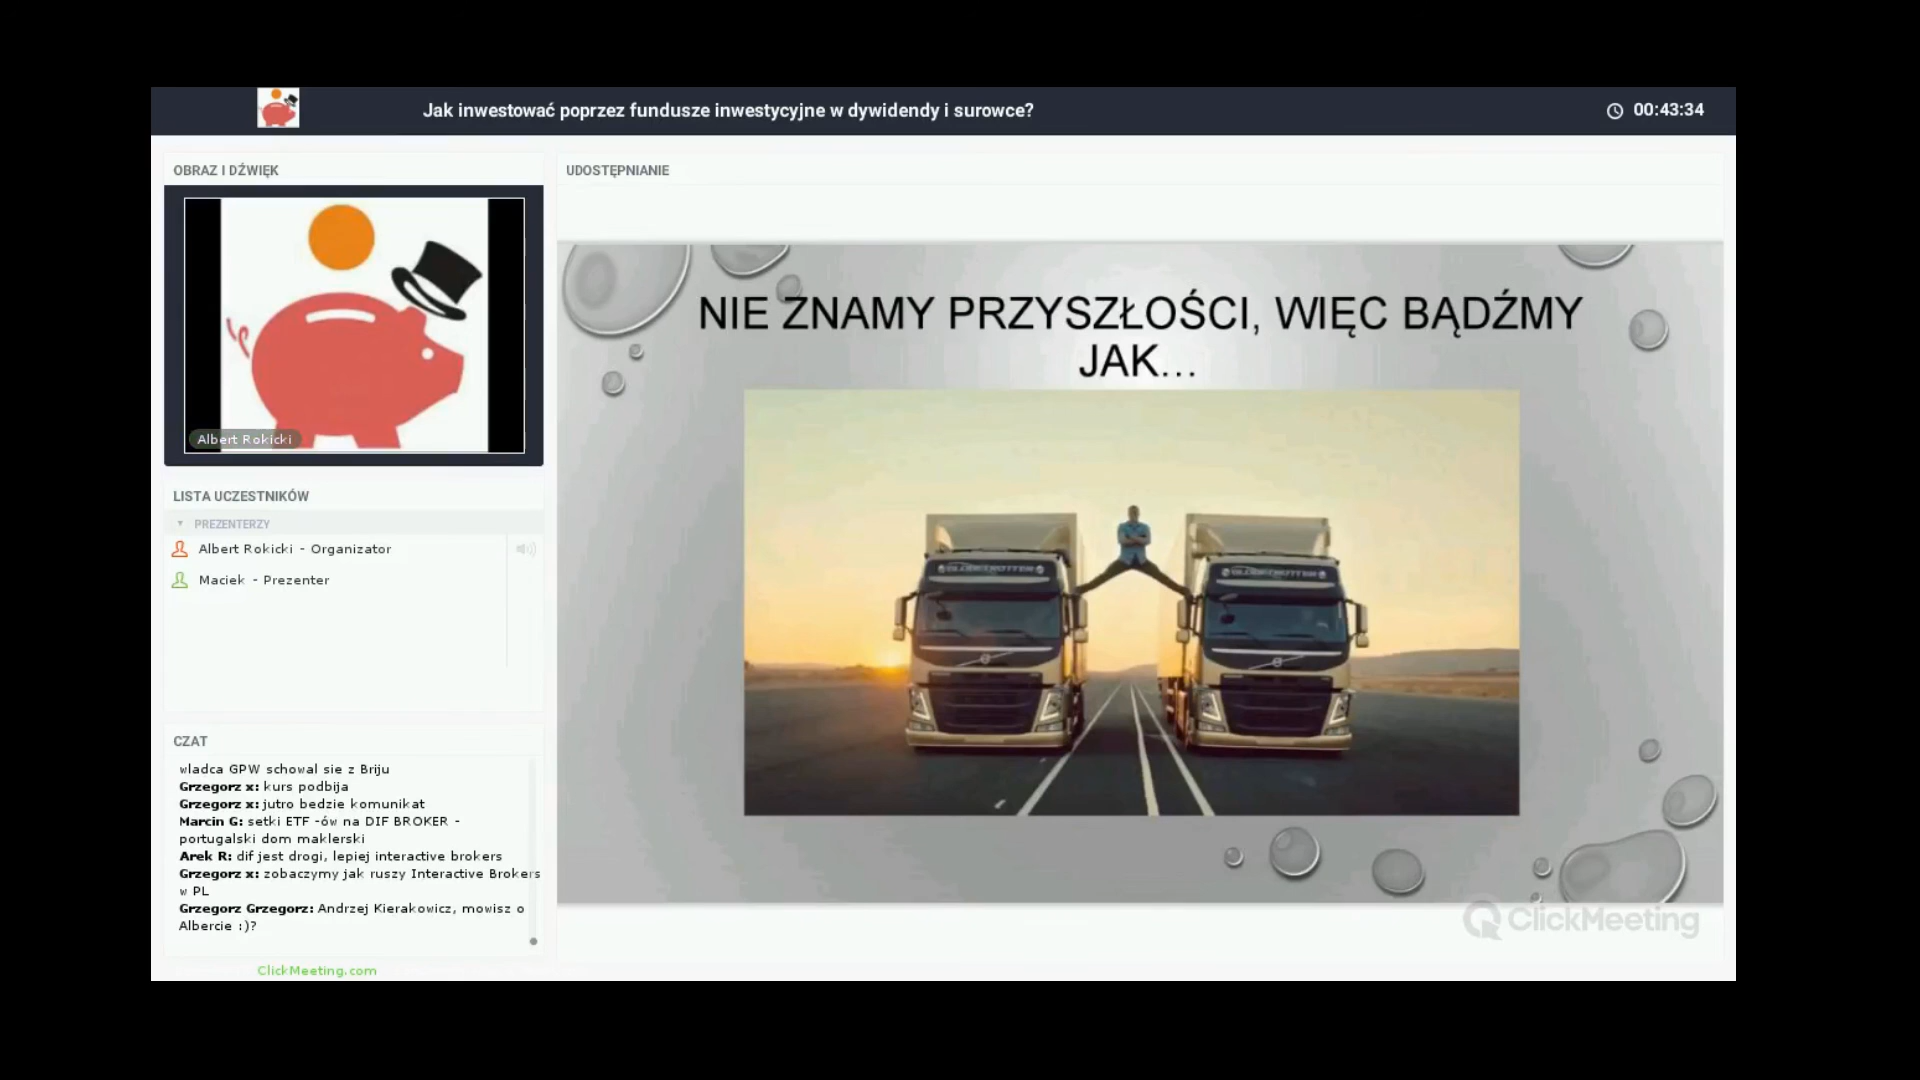 Jak inwestować poprzez fundusze inwestycyjne w dywidendy i surowce?
00:43:34
OBRAZ I DŹWIĘK
Albert Rokicki
LISTA UCZESTNIKÓW
PREZENTERZY
Albert Rokicki - Organizator
Maciek - Prezenter
CZAT
wladca GPW schowal sie z Briju
Grzegorz x: kurs podbija
Grzegorz x: jutro bedzie komunikat
Marcin G: setki ETF -ów na DIF BROKER -
portugalski dom maklerski
Arek R: dif jest drogi, lepiej interactive brokers
Grzegorz x: zobaczymy jak ruszy Interactive Brokers
w PL
Grzegorz Grzegorz: Andrzej Kierakowicz, mowisz o
Albercie :)?
ClickMeeting.com
UDOSTĘPNIANIE
NIE ZNAMY PRZYSZŁOŚCI, WIĘC BĄDŹMY
JAK...
GLOBETROTTER
GLOBETROTTER
ClickMeeting